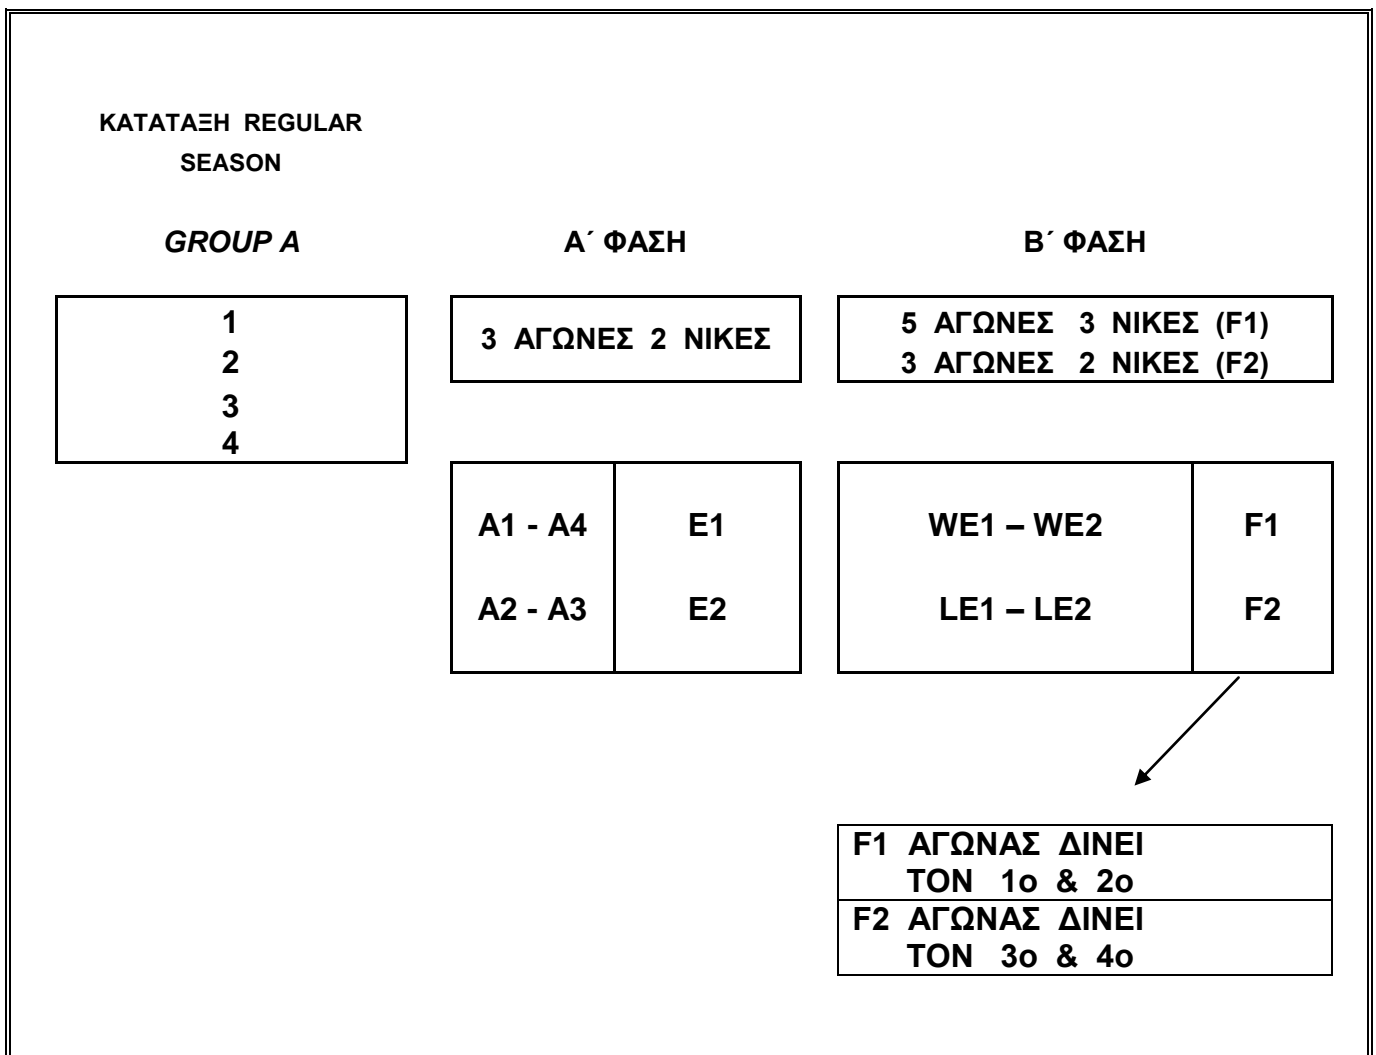 ΚΑΤΑΤΑΞΗ REGULAR
SEASON
GROUP A
Α΄ ΦΑΣΗ
Β΄ ΦΑΣΗ
1
2
3
4
3 ΑΓΩΝΕΣ 2 ΝΙΚΕΣ
5 ΑΓΩΝΕΣ 3 ΝΙΚΕΣ (F1)
3 ΑΓΩΝΕΣ 2 ΝΙΚΕΣ (F2)
A1 - A4
E1
WE1 – WE2
F1
A2 - A3
E2
LE1 – LE2
F2
F1 ΑΓΩΝΑΣ ΔΙΝΕΙ
ΤΟΝ 1ο & 2ο
F2 ΑΓΩΝΑΣ ΔΙΝΕΙ
ΤΟΝ 3ο & 4ο